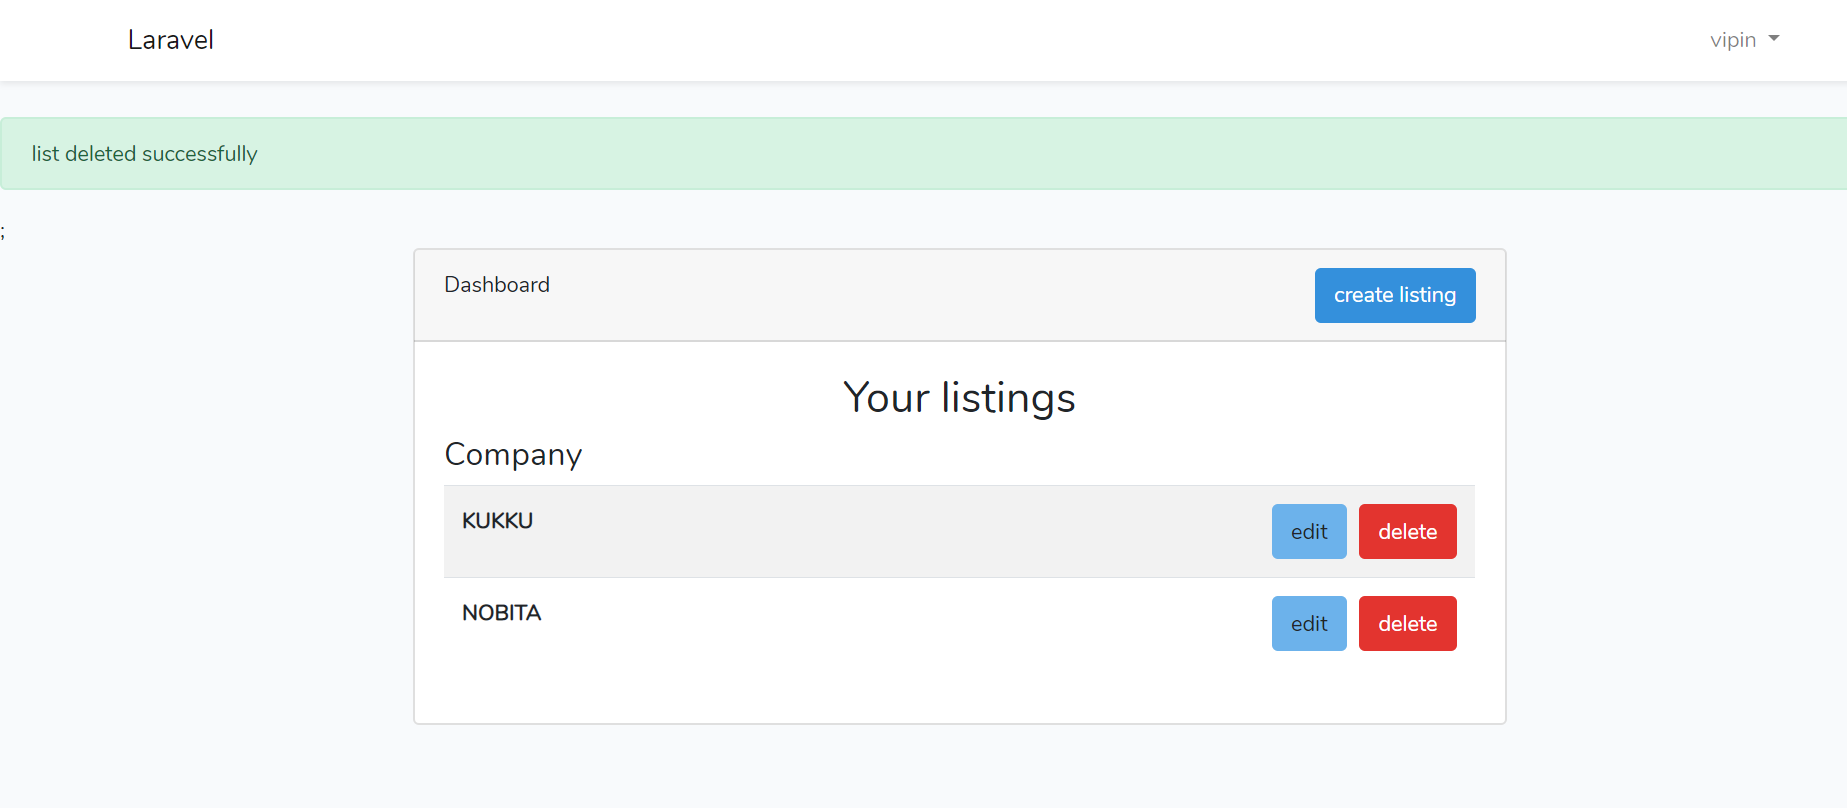 Laravel
vipin
list deleted successfully
;
Dashboard
create listing
Your listings
Company
KUKKU
edit
delete
NOBITA
edit
delete